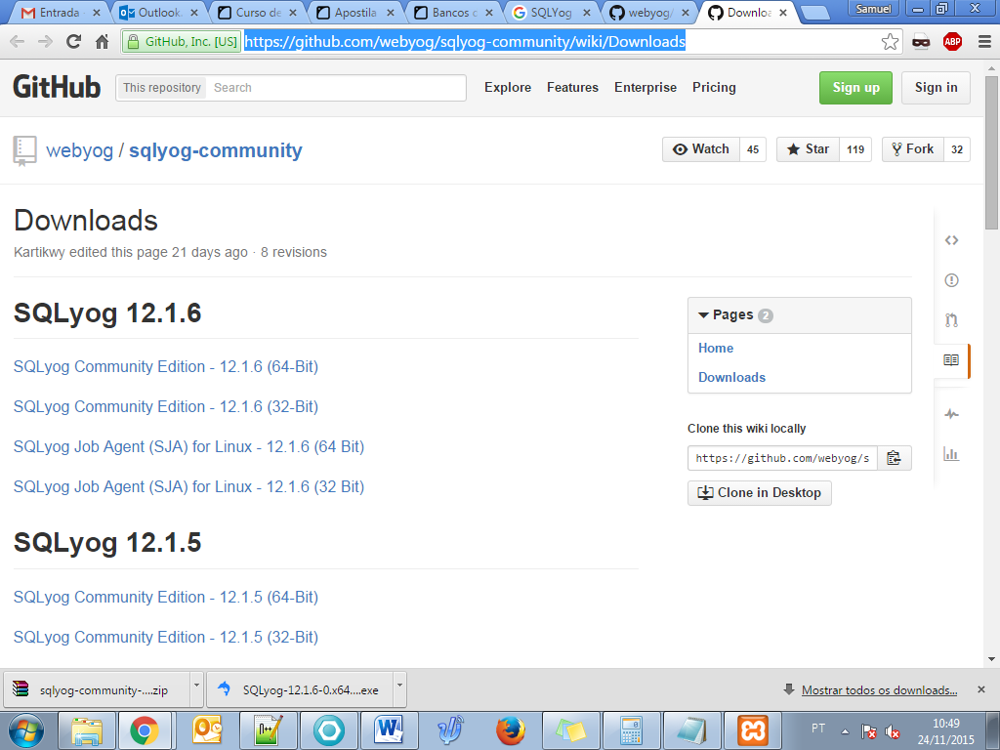 Entrada
Outlook.
Curso de
Apostila
Bancos c
SQLYog
webyog/
Downloa
Samuel
GitHub, Inc. [US]
https://github.com/webyog/sqlyog-community/wiki/Downloads
ABP
GitHub
This repository
Search
Explore
Features
Enterprise
Pricing
Sign up
Sign in
webyog / sqlyog-community
Watch 45
Star 119
Fork 32
Downloads
Kartikwy edited this page 21 days ago · 8 revisions
SQLyog 12.1.6
SQLyog Community Edition - 12.1.6 (64-Bit)
SQLyog Community Edition - 12.1.6 (32-Bit)
SQLyog Job Agent (SJA) for Linux - 12.1.6 (64 Bit)
SQLyog Job Agent (SJA) for Linux - 12.1.6 (32 Bit)
SQLyog 12.1.5
SQLyog Community Edition - 12.1.5 (64-Bit)
SQLyog Community Edition - 12.1.5 (32-Bit)
Pages 2
Home
Downloads
Clone this wiki locally
https://github.com/webyog/s
Clone in Desktop
sqlyog-community-....zip
SQLyog-12.1.6-0.x64....exe
Mostrar todos os downloads...
PT
10:49
24/11/2015